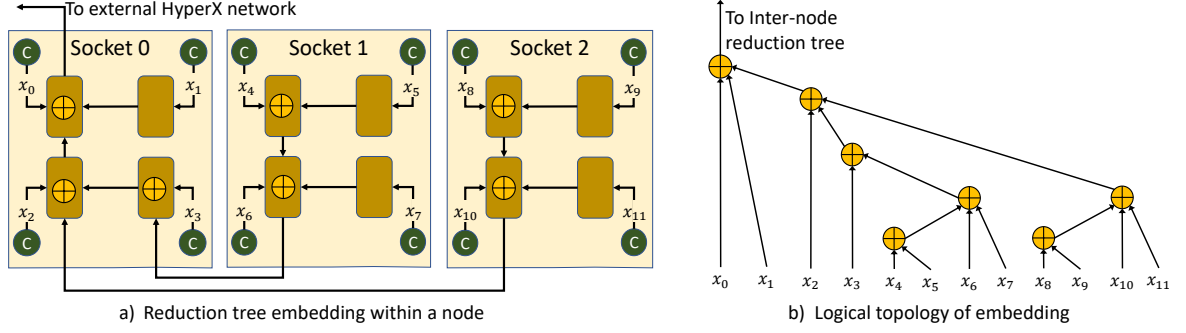 To external HyperX network
Socket 0
Socket 1
Socket 2
C C C C C C
x₀ x₁ x₄ x₅ x₈ x₉
x₂ x₃ x₆ x₇ x₁₀ x₁₁
C C C C C C
a) Reduction tree embedding within a node
To Inter-node
reduction tree
x₀ x₁ x₂ x₃ x₄ x₅ x₆ x₇ x₈ x₉ x₁₀ x₁₁
b) Logical topology of embedding